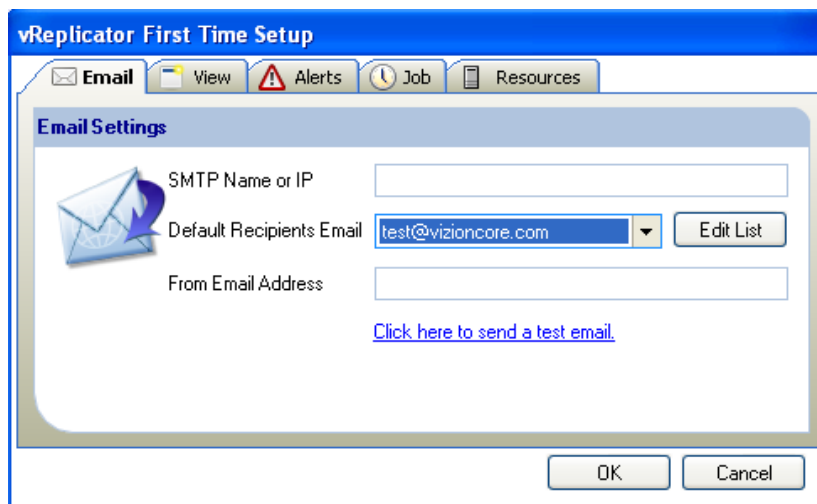 vReplicator First Time Setup
Email View Alerts Job Resources
Email Settings
SMTP Name or IP
Default Recipients Email test@vizioncore.com Edit List
From Email Address
Click here to send a test email.
OK Cancel